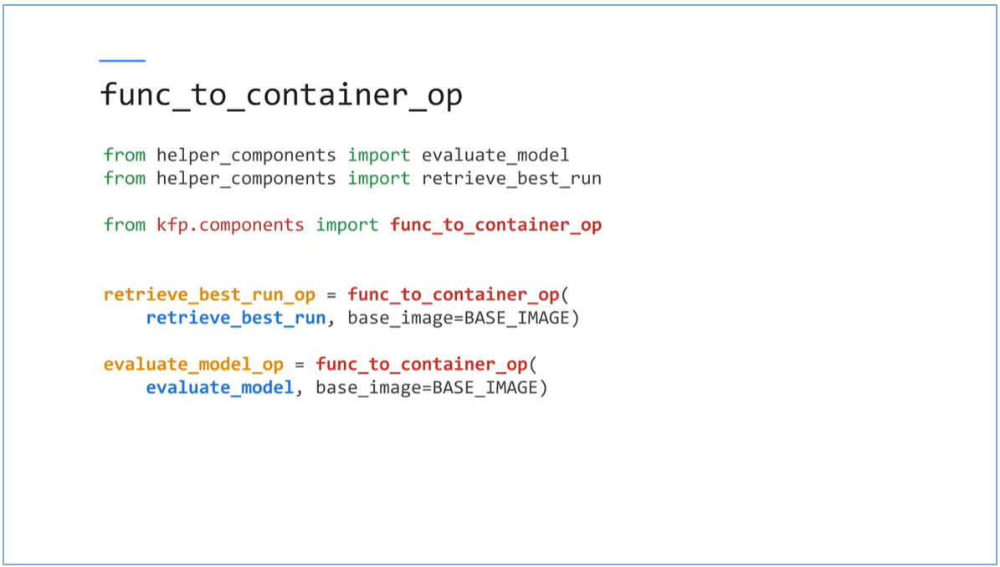 func_to_container_op
from helper_components import evaluate_model
from helper_components import retrieve_best_run
from kfp.components import func_to_container_op
retrieve_best_run_op = func_to_container_op(
retrieve_best_run, base_image=BASE_IMAGE)
evaluate_model_op = func_to_container_op(
evaluate_model, base_image=BASE_IMAGE)